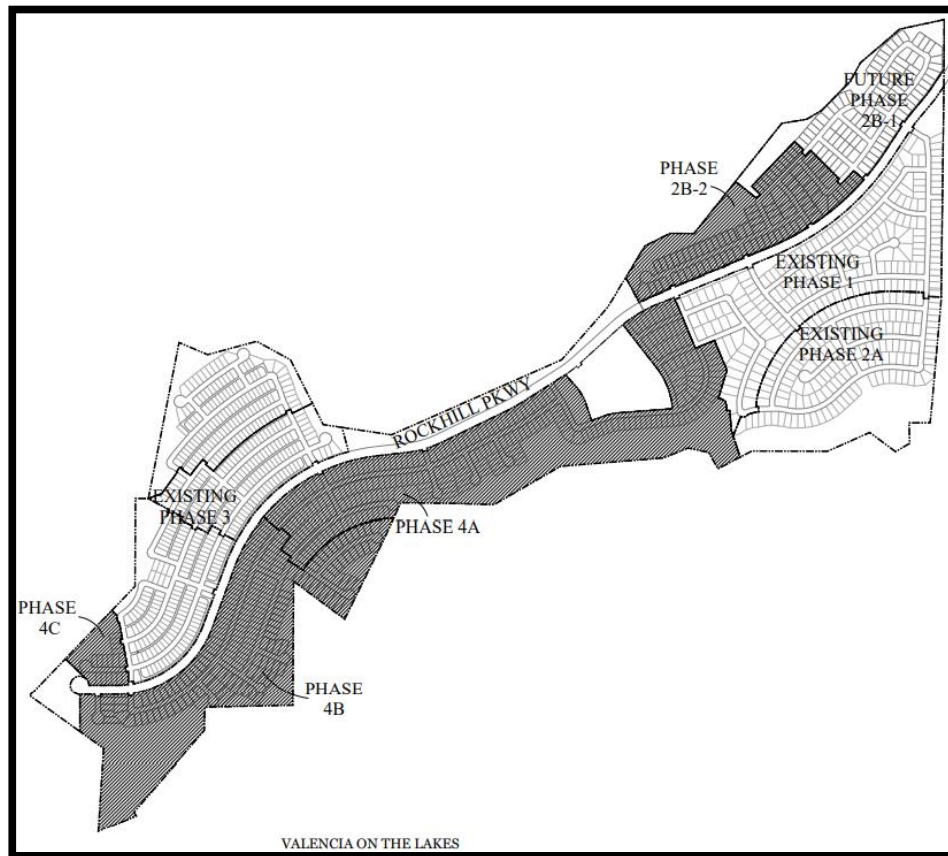 FUTURE
PHASE
2B-1
PHASE
2B-2
EXISTING
PHASE 1
EXISTING
PHASE 2A
ROCKHILL PKWY
EXISTING
PHASE 3
PHASE 4A
PHASE
4C
PHASE
4B
VALENCIA ON THE LAKES